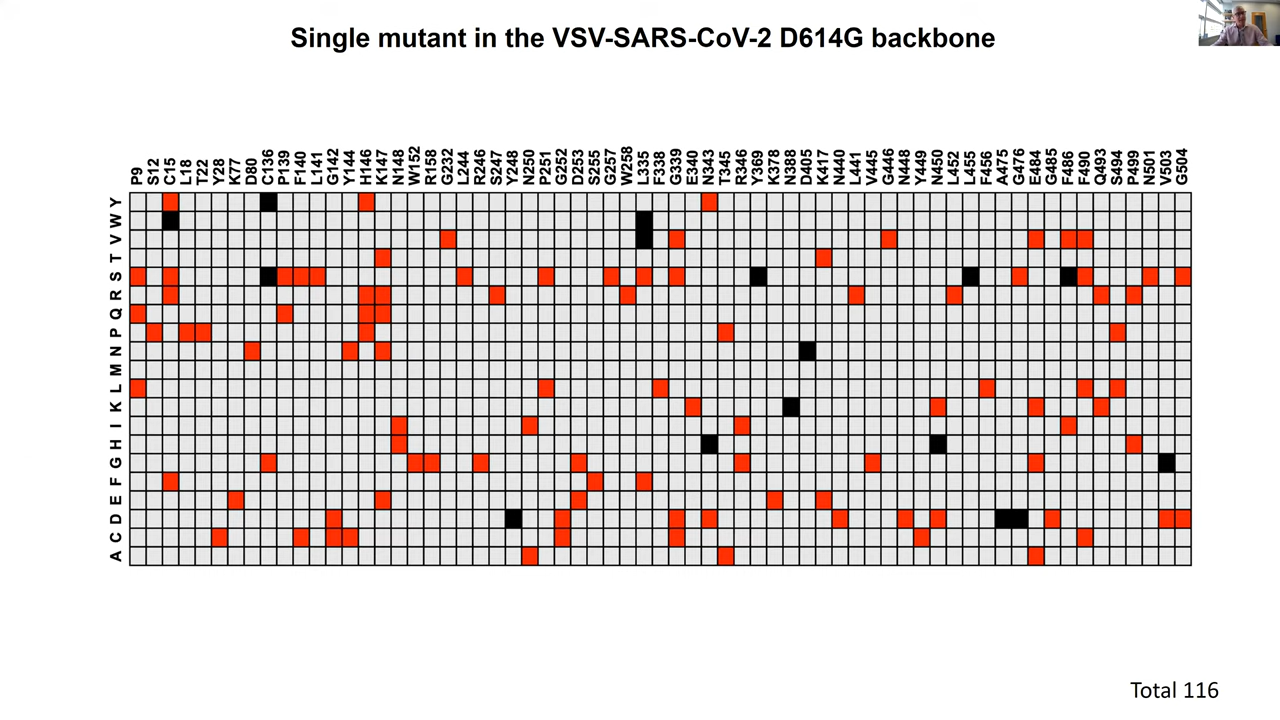 Single mutant in the VSV-SARS-CoV-2 D614G backbone
P9 S12 C15 L18 T22 Y28 K77 D80 C136 P139 F140 L141 G142 Y144 H146 K147 N148 W152 R158 G232 L244 R246 S247 Y248 N250 P251 G252 D253 S255 G257 W258 L335 F338 G339 E340 N343 T345 R346 Y369 K378 N388 D405 K417 N440 L441 V445 G446 N448 Y449 N450 L452 L455 F456 A475 G476 E484 G485 F486 F490 Q493 S494 P499 N501 V503 G504
Y
W
V
T
S
R
Q
P
N
M
L
K
I
H
G
F
E
D
C
A
Total 116